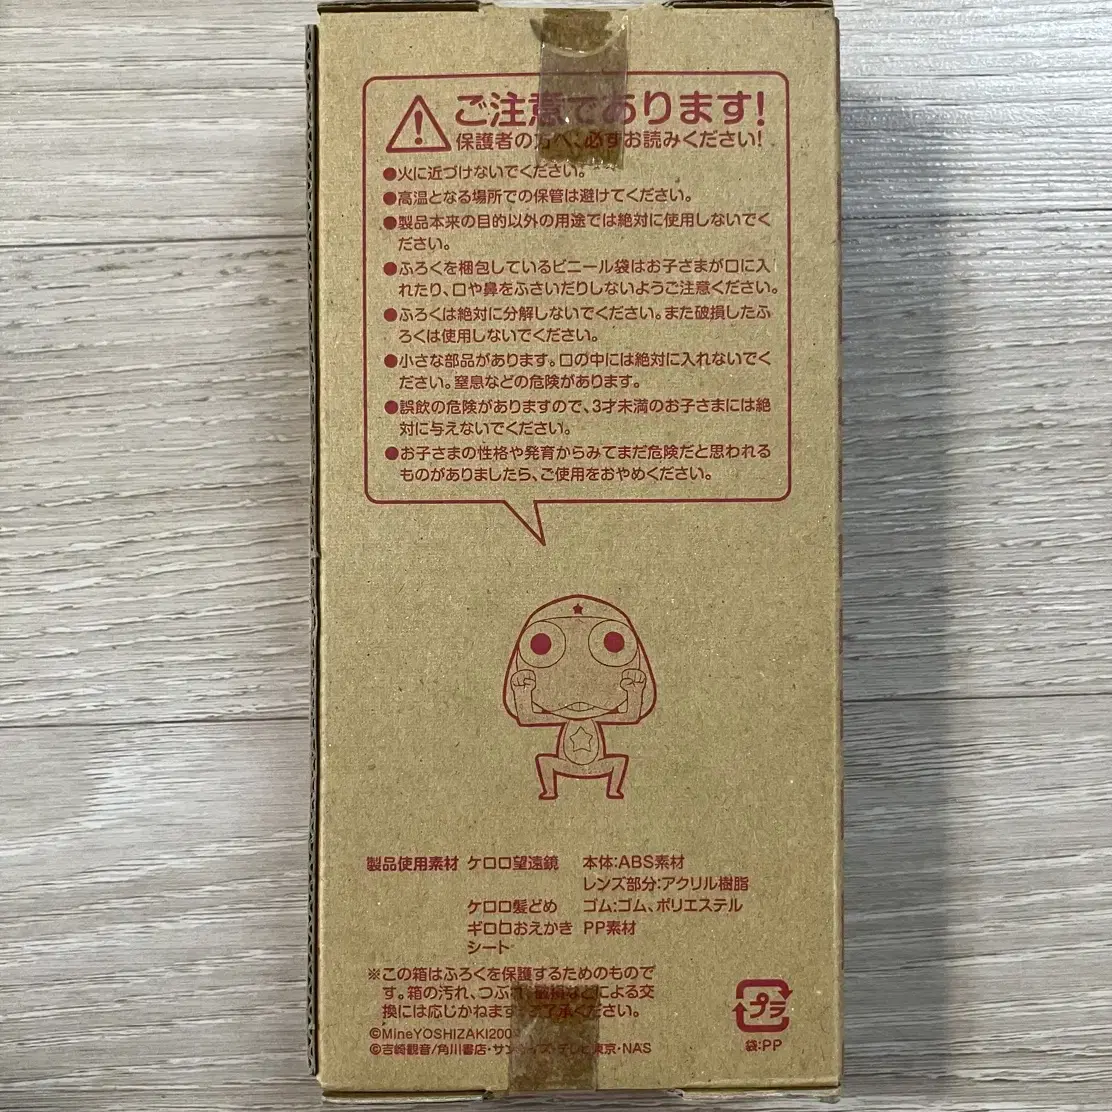 ご注意であります!
保護者の方へ、必ずお読みください!
●火に近づけないでください。
●高温となる場所での保管は避けてください。
●製品本来の目的以外の用途では絶対に使用しないでく
ださい。
●ふろくを梱包しているビニール袋はお子さまが口に入
れたり、口や鼻をふさいだりしないようご注意ください。
●ふろくは絶対に分解しないでください。また破損したふ
ろくは使用しないでください。
●小さな部品があります。口の中には絶対に入れないでく
ださい。窒息などの危険があります。
●誤飲の危険がありますので、3才未満のお子さまには絶
対に与えないでください。
●お子さまの性格や発育からみてまだ危険だと思われる
ものがありましたら、ご使用をおやめください。
製品使用素材 ケロロ望遠鏡 本体:ABS素材
レンズ部分:アクリル樹脂
ケロロ髪どめ ゴム:ゴム、ポリエステル
ギロロおえかき PP素材
シート
※この箱はふろくを保護するためのもので
す。箱の汚れ、つぶれ、破損などによる交
換には応じかねます。ご了承ください。
©MineYOSHIZAKI200
©吉崎観音/角川書店・サンライズ・テレビ東京・NAS
プラ
袋:PP